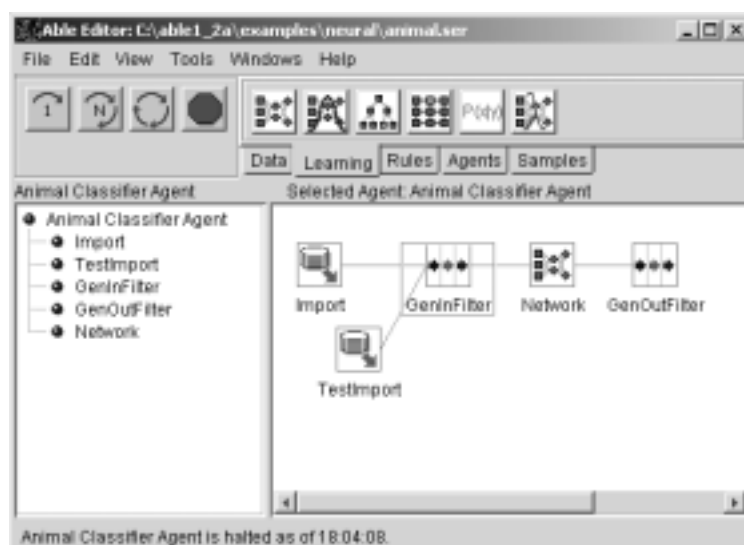 Able Editor: C:\able1_2a\examples\neural\animal.ser
File Edit View Tools Windows Help
1 N P(d|y)
Data Learning Rules Agents Samples
Animal Classifier Agent
Selected Agent: Animal Classifier Agent
Animal Classifier Agent
Import
TestImport
GenInFilter
GenOutFilter
Network
Import GenInFilter Network GenOutFilter
TestImport
Animal Classifier Agent is halted as of 18:04:08.